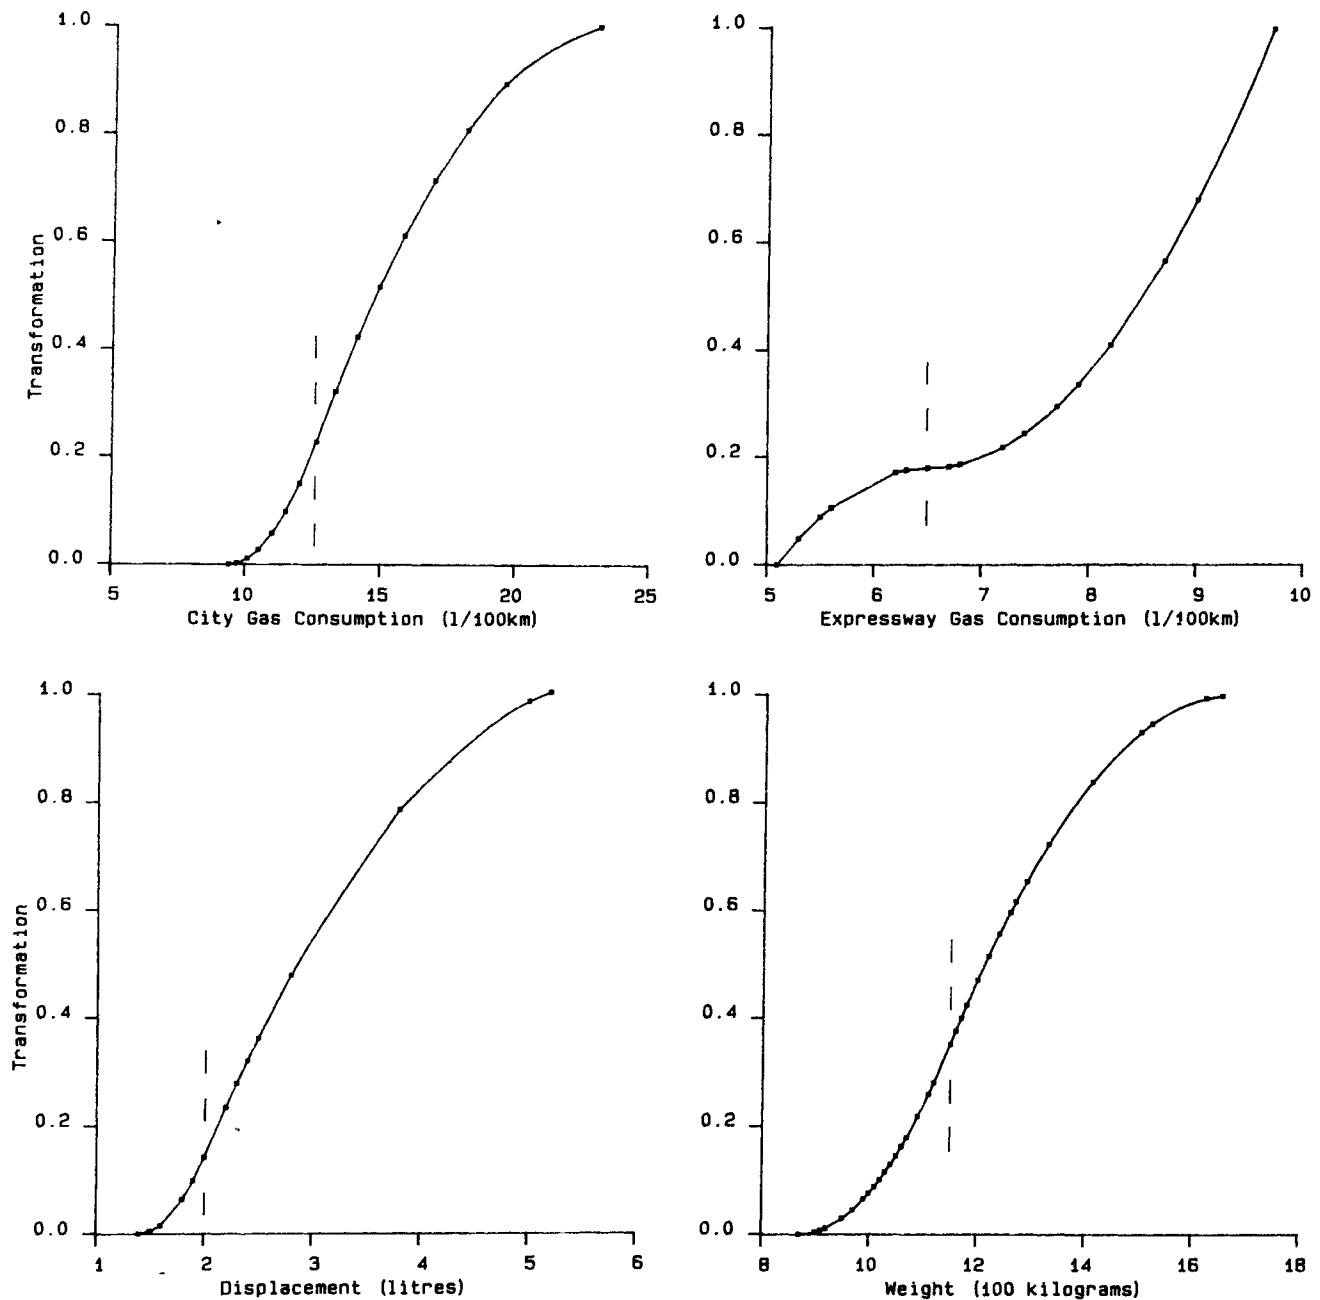 1.0
0.8
0.6
0.4
0.2
0.0
Transformation
5 10 15 20 25
City Gas Consumption (l/100km)
1.0
0.8
0.6
0.4
0.2
0.0
5 6 7 8 9 10
Expressway Gas Consumption (l/100km)
1.0
0.8
0.6
0.4
0.2
0.0
Transformation
1 2 3 4 5 6
Displacement (litres)
1.0
0.8
0.6
0.4
0.2
0.0
8 10 12 14 16 18
Weight (100 kilograms)